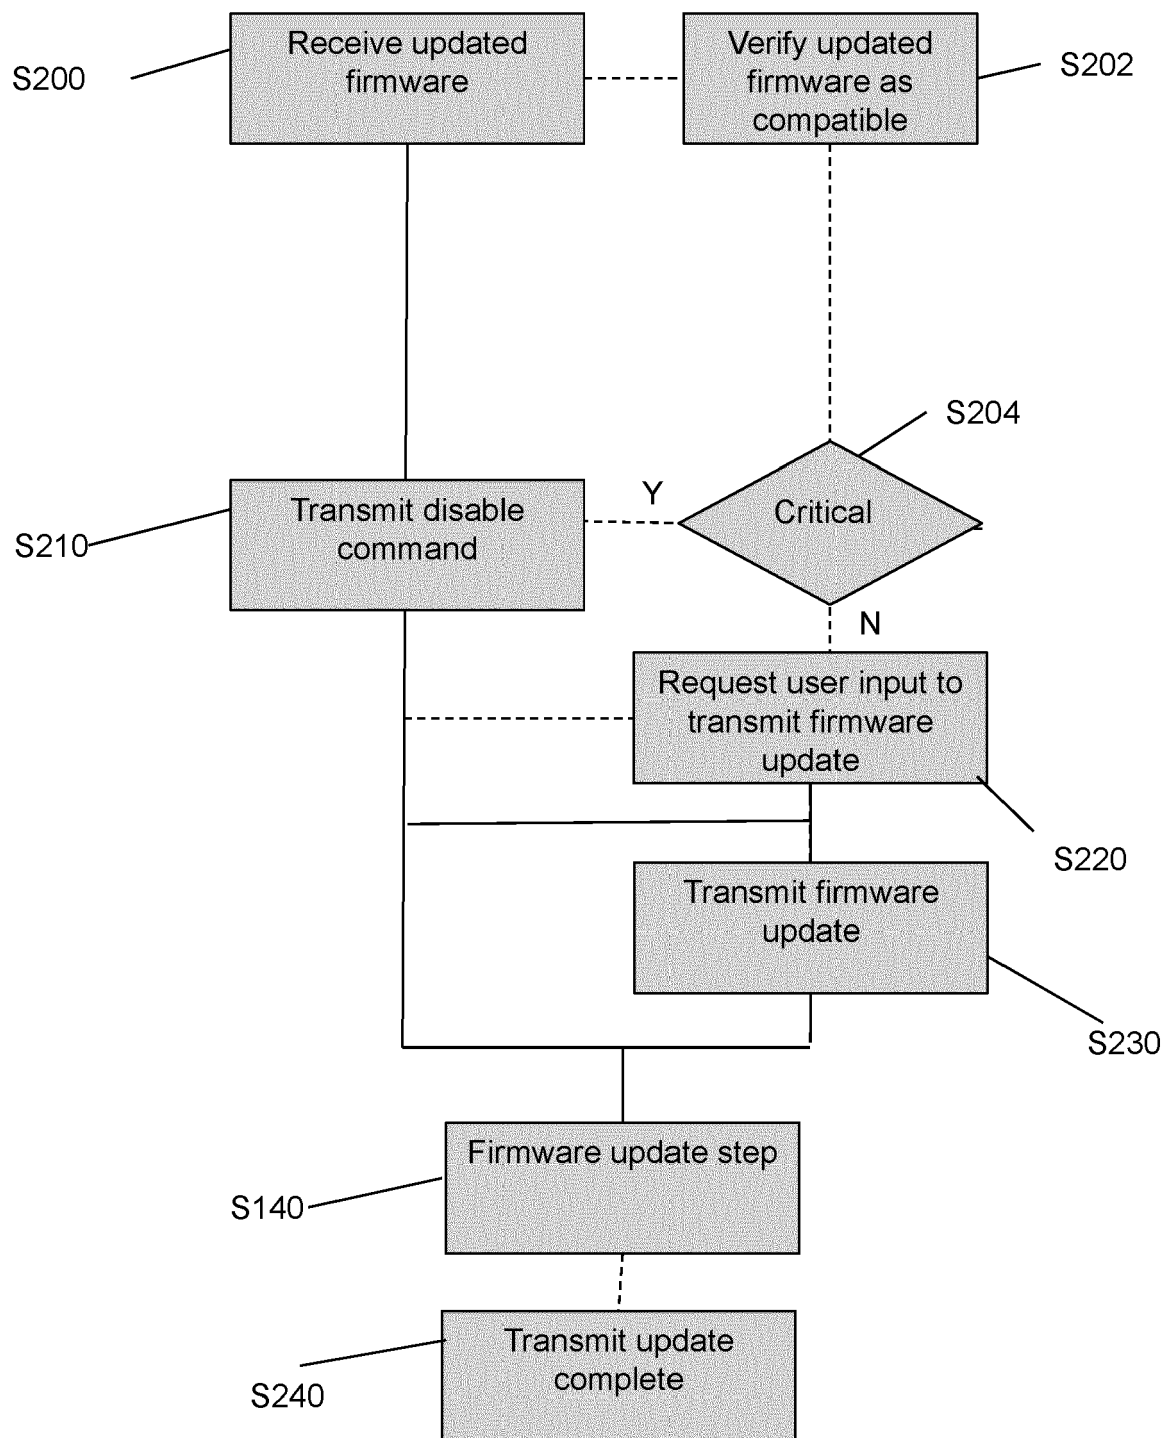 Receive updated
firmware
Verify updated
firmware as
compatible
S200
S202
S204
Y
Critical
Transmit disable
command
S210
N
Request user input to
transmit firmware
update
S220
Transmit firmware
update
S230
Firmware update step
S140
Transmit update
complete
S240